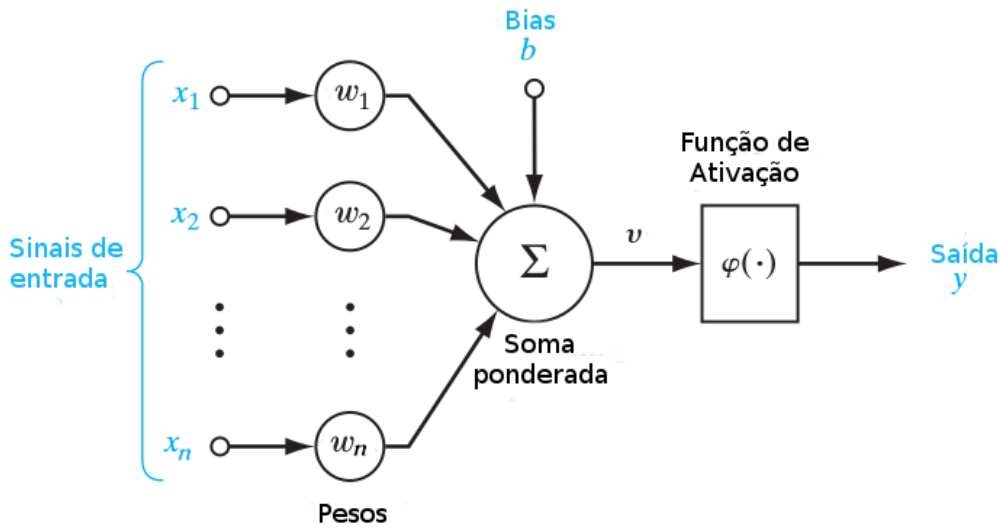 Bias
b
x₁
w₁
Função de
Ativação
x₂
w₂
Sinais de
entrada
Σ
υ
φ(·)
Saída
y
Soma
ponderada
xₙ
wₙ
Pesos